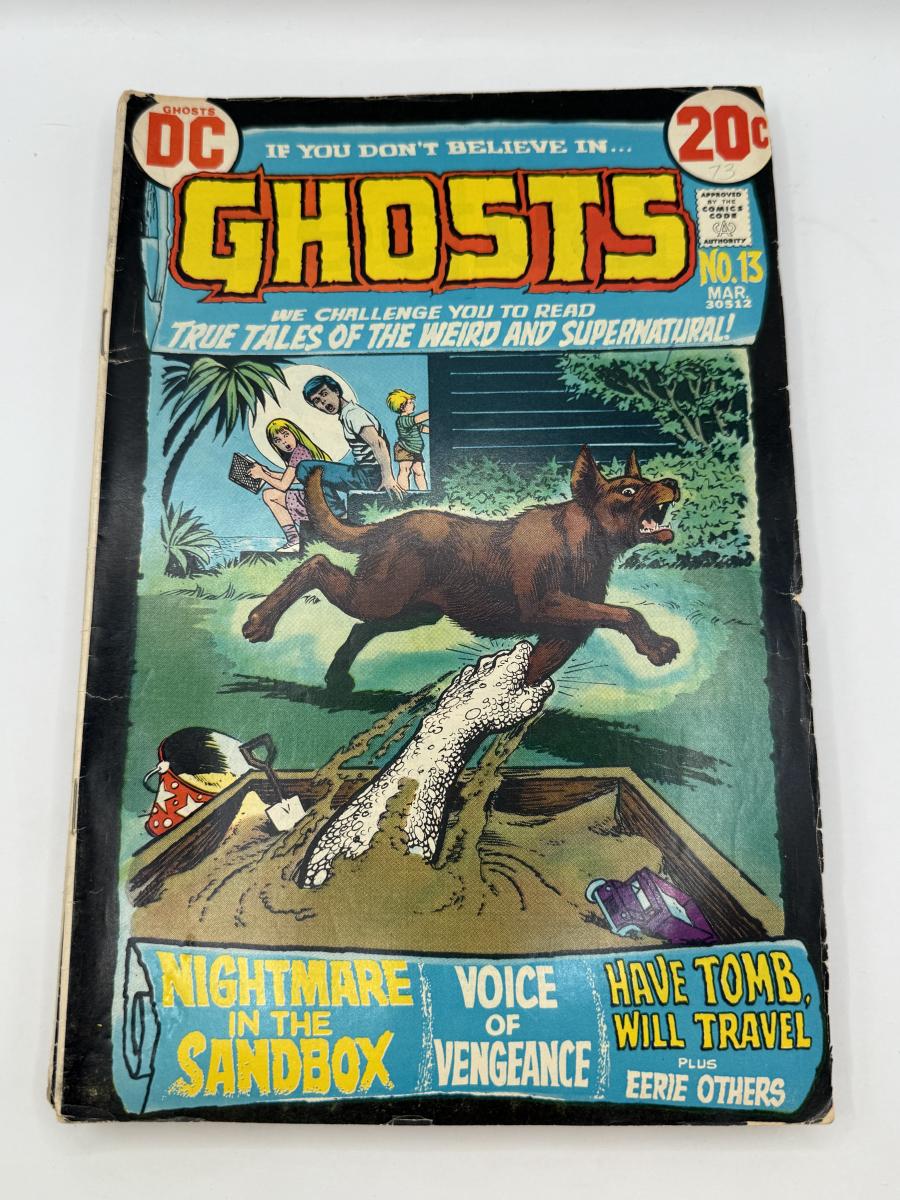 GHOSTS
DC
IF YOU DON'T BELIEVE IN...
20¢
73
GHOSTS
APPROVED
BY THE
COMICS
CODE
CA
AUTHORITY
NO.13
MAR.
30512
WE CHALLENGE YOU TO READ
TRUE TALES OF THE WEIRD AND SUPERNATURAL!
NIGHTMARE
IN THE
SANDBOX
VOICE
OF
VENGEANCE
HAVE TOMB,
WILL TRAVEL
PLUS
EERIE OTHERS